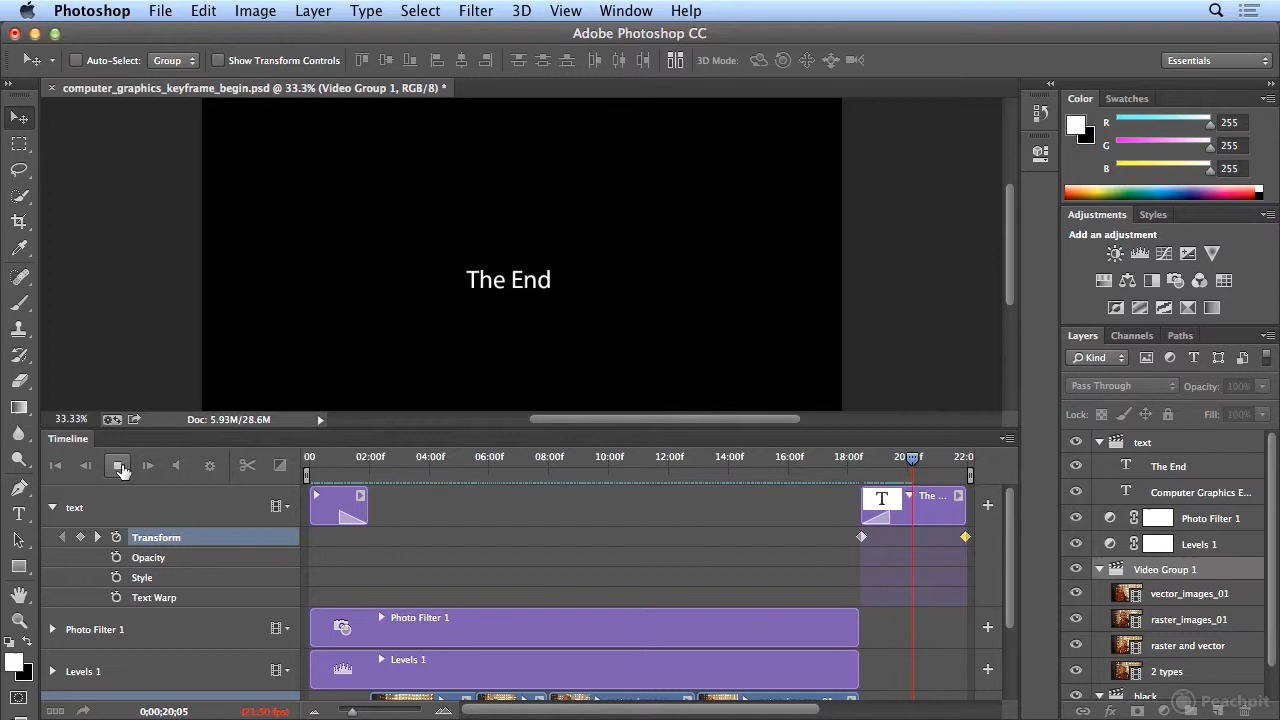 Photoshop File Edit Image Layer Type Select Filter 3D View Window Help
Adobe Photoshop CC
Auto-Select: Group Show Transform Controls 3D Mode: Essentials
computer_graphics_keyframe_begin.psd @ 33.3% (Video Group 1, RGB/8) *
Color Swatches
R 255
G 255
B 255
Adjustments Styles
Add an adjustment
The End
Layers Channels Paths
Kind
Pass Through Opacity: 100%
Lock: Fill: 100%
33.33% Doc: 5.93M/28.6M
Timeline
00 02:00f 04:00f 06:00f 08:00f 10:00f 12:00f 14:00f 16:00f 18:00f 22:0
text
T The ...
Transform
Opacity
Style
Text Warp
Photo Filter 1 Photo Filter 1
Levels 1 Levels 1
text
The End
Computer Graphics E...
Photo Filter 1
Levels 1
Video Group 1
vector_images_01
raster_images_01
raster and vector
2 types
black
0;00;20;05 (21.50 fps)
Peachpit